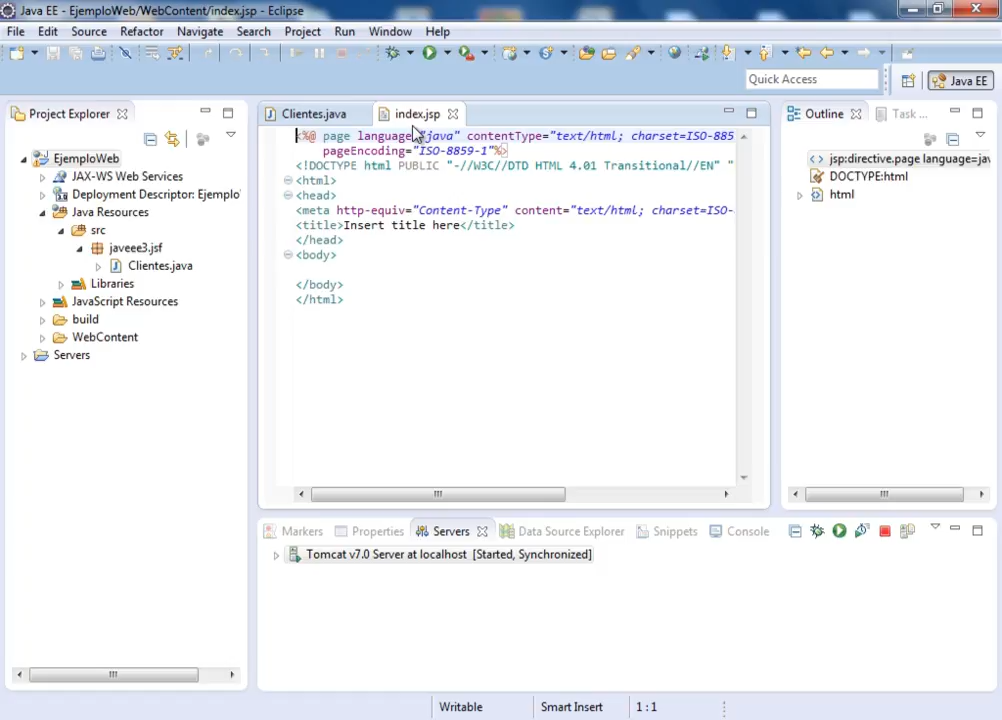 Java EE - EjemploWeb/WebContent/index.jsp - Eclipse
File Edit Source Refactor Navigate Search Project Run Window Help
Quick Access
Java EE
Project Explorer
EjemploWeb
JAX-WS Web Services
Deployment Descriptor: Ejemplo
Java Resources
src
javeee3.jsf
Clientes.java
Libraries
JavaScript Resources
build
WebContent
Servers
Clientes.java
index.jsp
<%@ page language="java" contentType="text/html; charset=ISO-885
pageEncoding="ISO-8859-1"%>
<!DOCTYPE html PUBLIC "-//W3C//DTD HTML 4.01 Transitional//EN" "
<html>
<head>
<meta http-equiv="Content-Type" content="text/html; charset=ISO-
<title>Insert title here</title>
</head>
<body>
</body>
</html>
Outline
Task ...
jsp:directive.page language=jav
DOCTYPE:html
html
Markers
Properties
Servers
Data Source Explorer
Snippets
Console
Tomcat v7.0 Server at localhost [Started, Synchronized]
Writable
Smart Insert
1 : 1